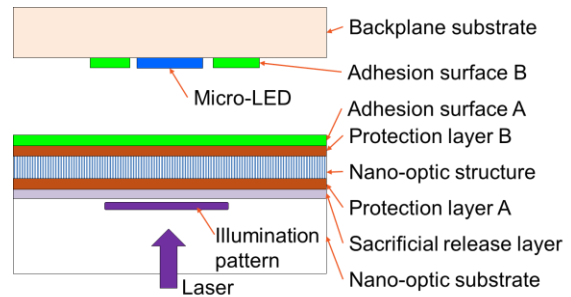 Backplane substrate
Adhesion surface B
Micro-LED
Adhesion surface A
Protection layer B
Nano-optic structure
Protection layer A
Illumination
pattern
Sacrificial release layer
Nano-optic substrate
Laser